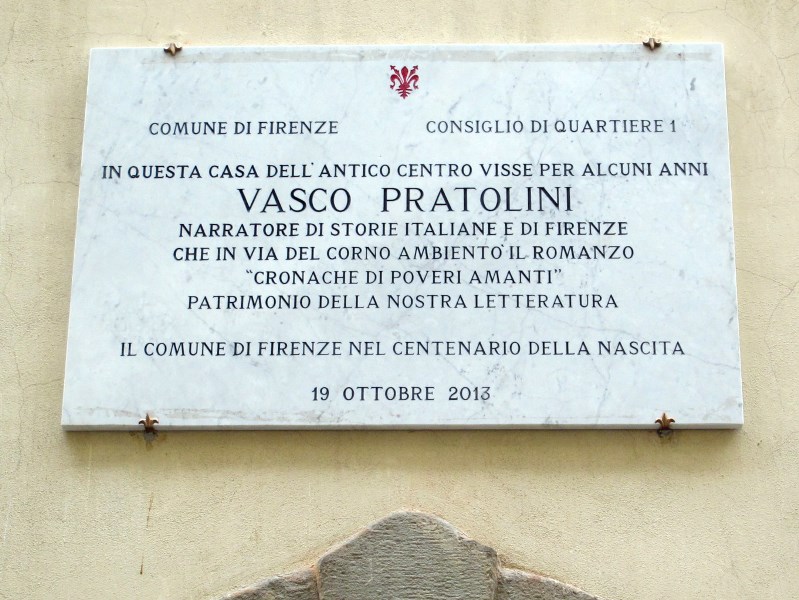 COMUNE DI FIRENZE CONSIGLIO DI QUARTIERE 1
IN QUESTA CASA DELL'ANTICO CENTRO VISSE PER ALCUNI ANNI
VASCO PRATOLINI
NARRATORE DI STORIE ITALIANE E DI FIRENZE
CHE IN VIA DEL CORNO AMBIENTO' IL ROMANZO
"CRONACHE DI POVERI AMANTI"
PATRIMONIO DELLA NOSTRA LETTERATURA
IL COMUNE DI FIRENZE NEL CENTENARIO DELLA NASCITA
19 OTTOBRE 2013